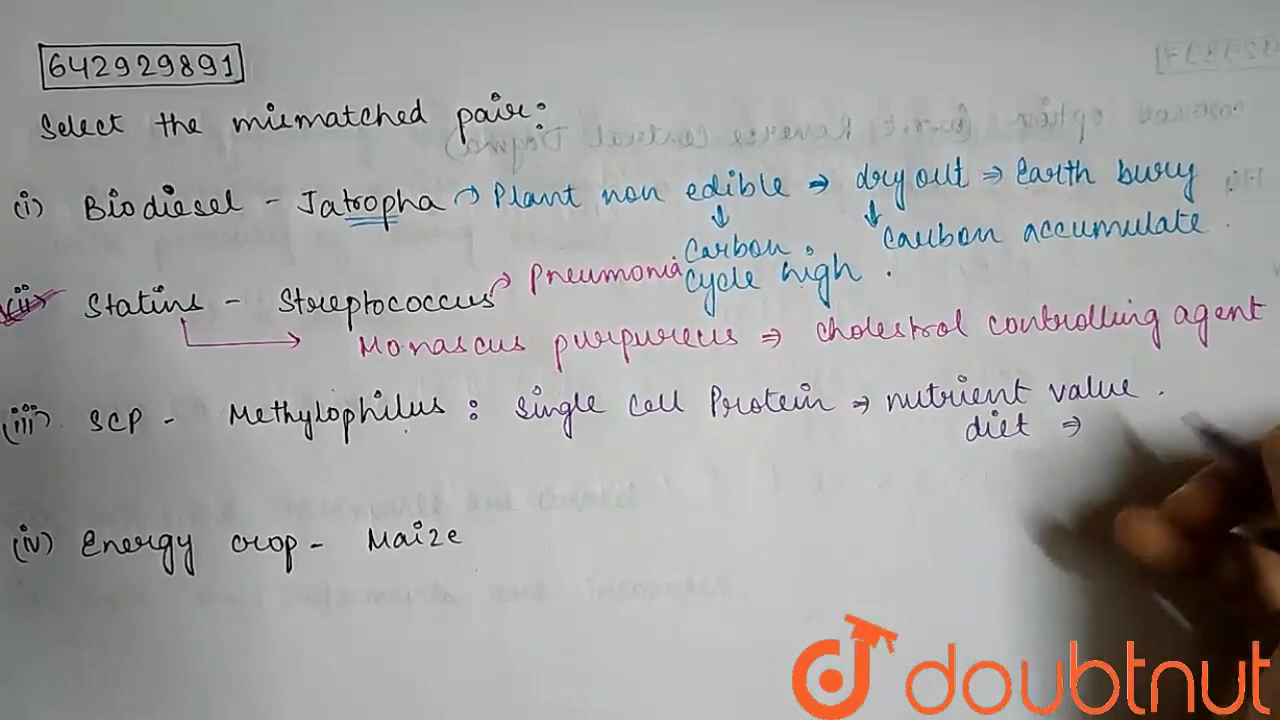 642929891
Select the mismatched pair:
(i) Biodiesel - Jatropha → Plant non edible ⇒ dry out ⇒ Earth bury
Carbon cycle high.
Carbon accumulate.
(ii) Statins - Streptococcus → Pneumonia
Monascus purpureus ⇒ cholestrol controlling agent
(iii) SCP - Methylophilus : single cell Protein ⇒ nutrient value.
diet ⇒
(iv) Energy crop - Maize
doubtnut